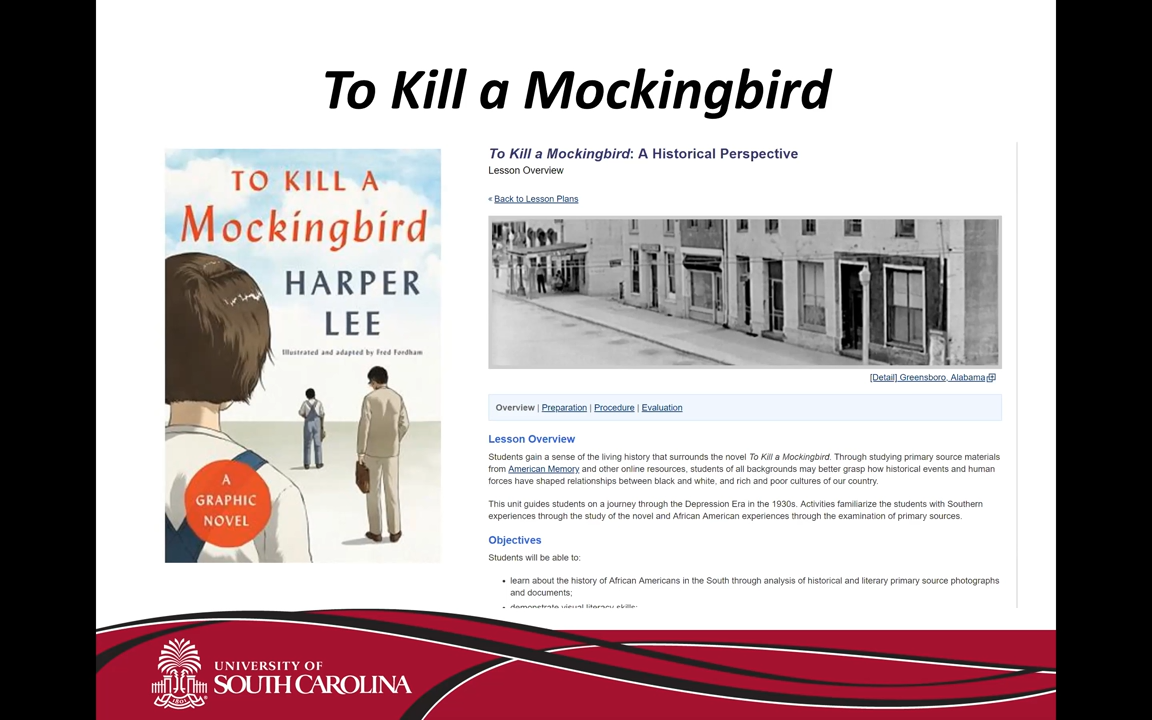 To Kill a Mockingbird
TO KILL A
Mockingbird
HARPER
LEE
Illustrated and adapted by Fred Fordham
A
GRAPHIC
NOVEL
To Kill a Mockingbird: A Historical Perspective
Lesson Overview
« Back to Lesson Plans
[Detail] Greensboro, Alabama
Overview | Preparation | Procedure | Evaluation
Lesson Overview
Students gain a sense of the living history that surrounds the novel To Kill a Mockingbird. Through studying primary source materials
from American Memory and other online resources, students of all backgrounds may better grasp how historical events and human
forces have shaped relationships between black and white, and rich and poor cultures of our country.
This unit guides students on a journey through the Depression Era in the 1930s. Activities familiarize the students with Southern
experiences through the study of the novel and African American experiences through the examination of primary sources.
Objectives
Students will be able to:
• learn about the history of African Americans in the South through analysis of historical and literary primary source photographs
and documents;
• demonstrate visual literacy skills;
UNIVERSITY OF
SOUTH CAROLINA
1801